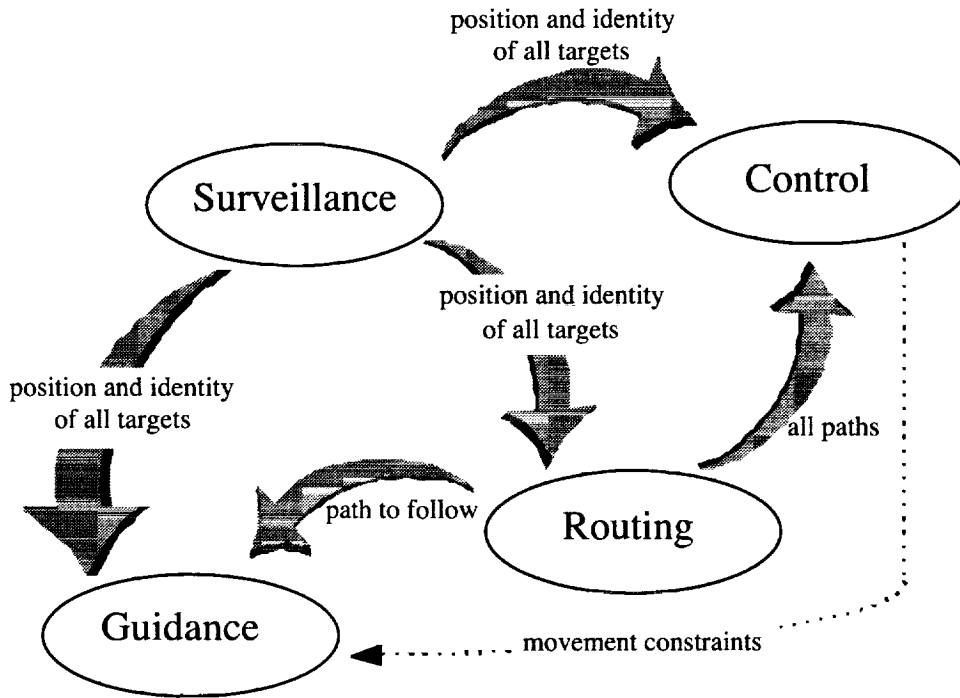 position and identity
of all targets
Surveillance
Control
position and identity
of all targets
position and identity
of all targets
all paths
path to follow
Routing
Guidance
movement constraints